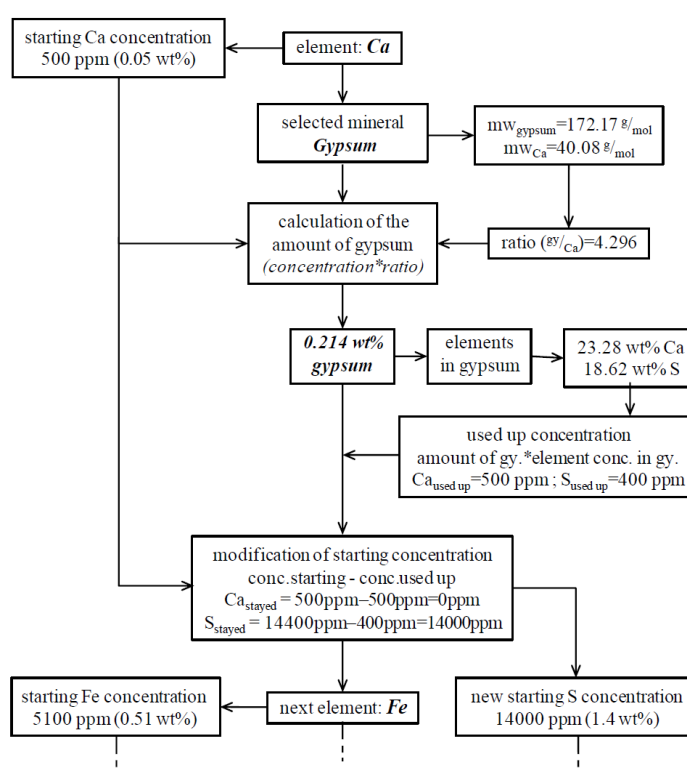 starting Ca concentration
500 ppm (0.05 wt%)
element: Ca
selected mineral
Gypsum
mwgypsum=172.17 g/mol
mwCa=40.08 g/mol
calculation of the
amount of gypsum
(concentration*ratio)
ratio (gy/Ca)=4.296
0.214 wt%
gypsum
elements
in gypsum
23.28 wt% Ca
18.62 wt% S
used up concentration
amount of gy.*element conc. in gy.
Caused up=500 ppm ; Sused up=400 ppm
modification of starting concentration
conc.starting - conc.used up
Castayed = 500ppm–500ppm=0ppm
Sstayed = 14400ppm–400ppm=14000ppm
starting Fe concentration
5100 ppm (0.51 wt%)
next element: Fe
new starting S concentration
14000 ppm (1.4 wt%)